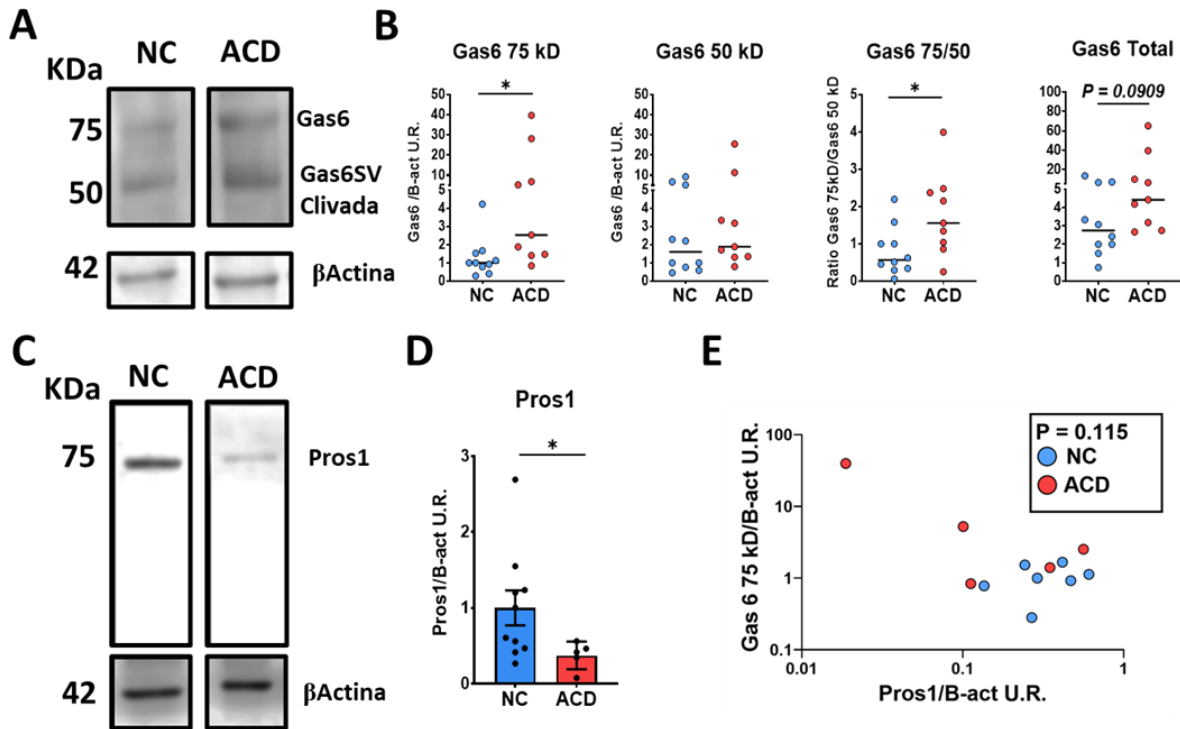 A
NC ACD
KDa
75
50
42
Gas6
Gas6SV
Clivada
βActina
B
Gas6 75 kD
Gas6 /B-act U.R.
50
40
30
20
10
5
4
3
2
1
0
*
NC ACD
Gas6 50 kD
Gas6 /B-act U.R.
50
40
30
20
10
5
4
3
2
1
0
NC ACD
Gas6 75/50
Ratio Gas6 75kD/Gas6 50 kD
5
4
3
2
1
0
*
NC ACD
Gas6 Total
P = 0.0909
100
80
60
40
20
5
4
3
2
1
0
NC ACD
C
NC ACD
KDa
75
42
Pros1
βActina
D
Pros1
Pros1/B-act U.R.
3
2
1
0
*
NC ACD
E
Gas 6 75 kD/B-act U.R.
100
10
1
0.1
0.01 0.1 1
Pros1/B-act U.R.
P = 0.115
NC
ACD